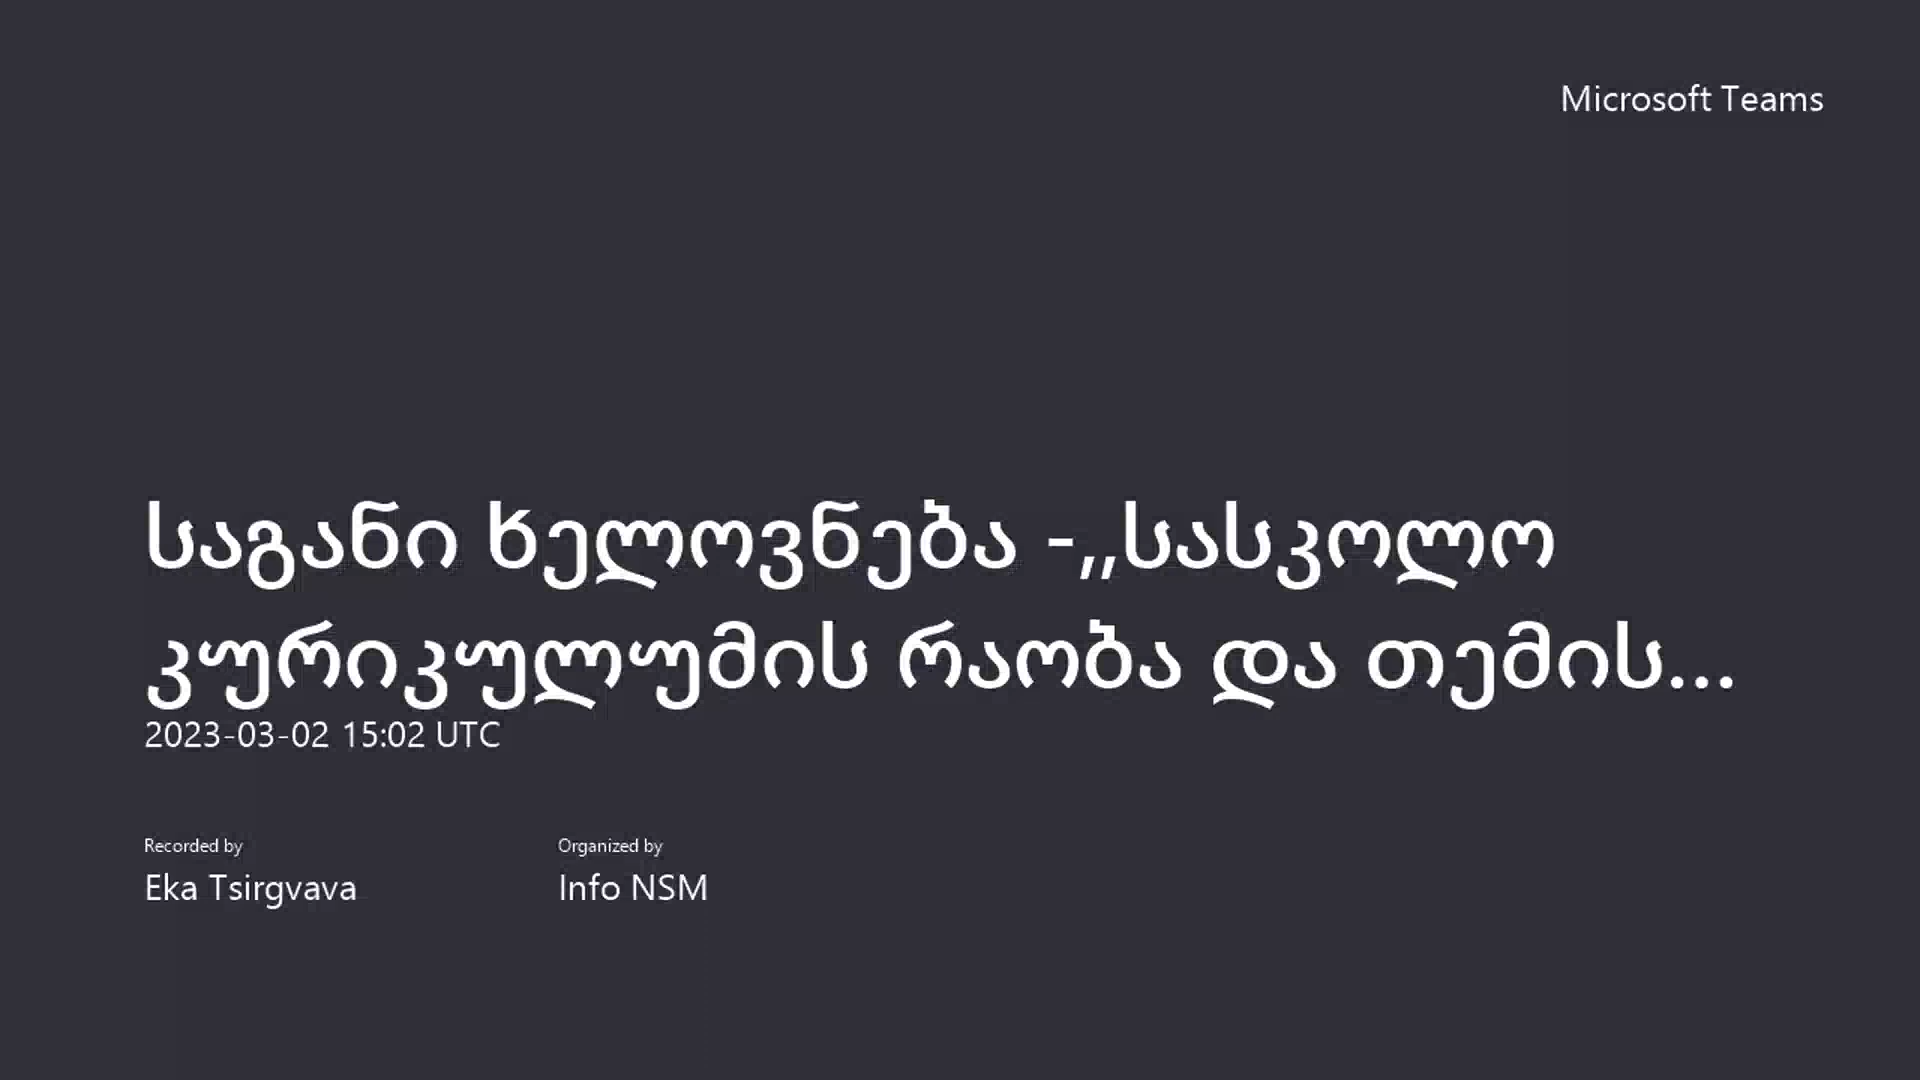 Microsoft Teams
საგანი ხელოვნება -,,სასკოლო
კურიკულუმის რაობა და თემის...
2023-03-02 15:02 UTC
Recorded by
Organized by
Eka Tsirgvava
Info NSM